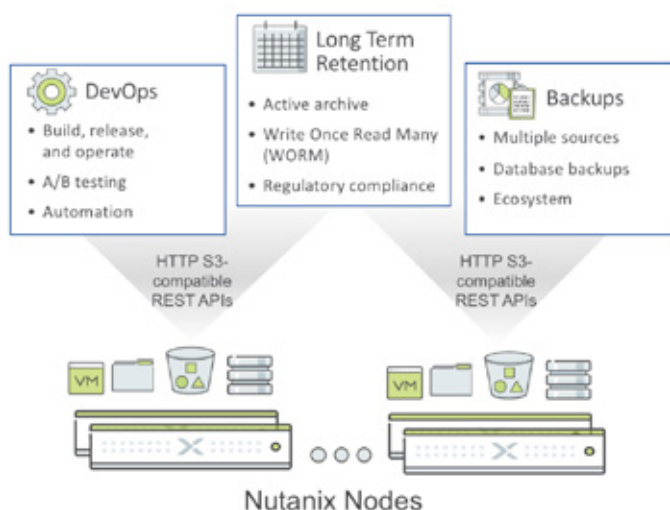 DevOps
• Build, release,
and operate
• A/B testing
• Automation
Long Term
Retention
• Active archive
• Write Once Read Many
(WORM)
• Regulatory compliance
Backups
• Multiple sources
• Database backups
• Ecosystem
HTTP S3-
compatible
REST APIs
HTTP S3-
compatible
REST APIs
VM
VM
Nutanix Nodes